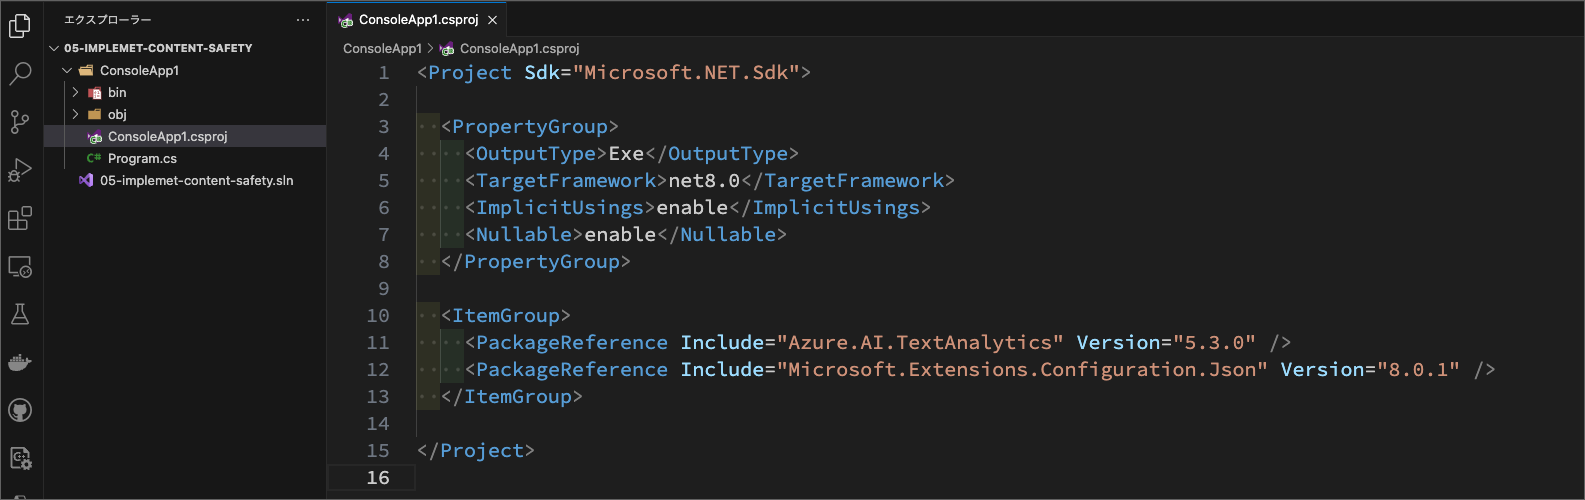 エクスプローラー
05-IMPLEMET-CONTENT-SAFETY
ConsoleApp1
bin
obj
ConsoleApp1.csproj
C# Program.cs
05-implemet-content-safety.sln
ConsoleApp1.csproj
ConsoleApp1 > ConsoleApp1.csproj
1 <Project Sdk="Microsoft.NET.Sdk">
2
3 <PropertyGroup>
4 <OutputType>Exe</OutputType>
5 <TargetFramework>net8.0</TargetFramework>
6 <ImplicitUsings>enable</ImplicitUsings>
7 <Nullable>enable</Nullable>
8 </PropertyGroup>
9
10 <ItemGroup>
11 <PackageReference Include="Azure.AI.TextAnalytics" Version="5.3.0" />
12 <PackageReference Include="Microsoft.Extensions.Configuration.Json" Version="8.0.1" />
13 </ItemGroup>
14
15 </Project>
16